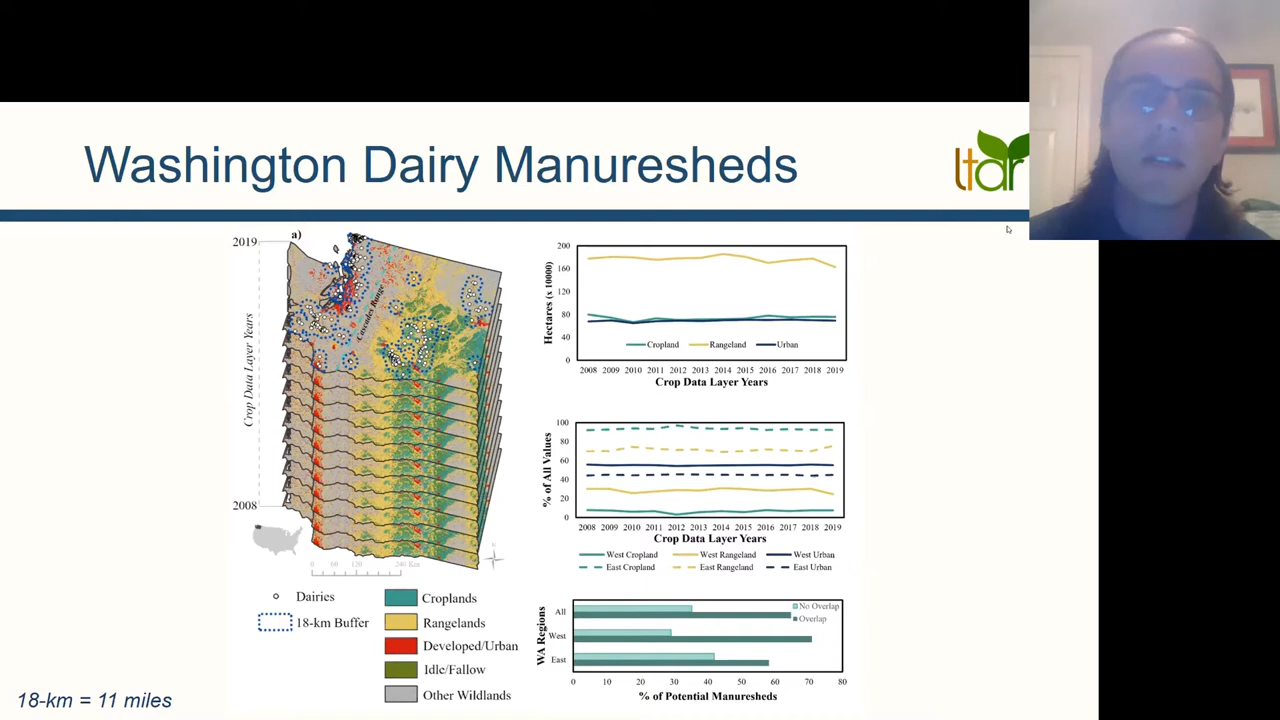 Washington Dairy Manuresheds
ltar
a)
2019
Cascades Range
Crop Data Layer Years
2008
N
0 60 120 240 Km
Dairies
18-km Buffer
Croplands
Rangelands
Developed/Urban
Idle/Fallow
Other Wildlands
18-km = 11 miles
Hectares (x 10000)
200
160
120
80
40
0
Cropland Rangeland Urban
2008 2009 2010 2011 2012 2013 2014 2015 2016 2017 2018 2019
Crop Data Layer Years
% of All Values
100
80
60
40
20
0
2008 2009 2010 2011 2012 2013 2014 2015 2016 2017 2018 2019
Crop Data Layer Years
West Cropland West Rangeland West Urban
East Cropland East Rangeland East Urban
WA Regions
All
West
East
No Overlap
Overlap
0 10 20 30 40 50 60 70 80
% of Potential Manuresheds